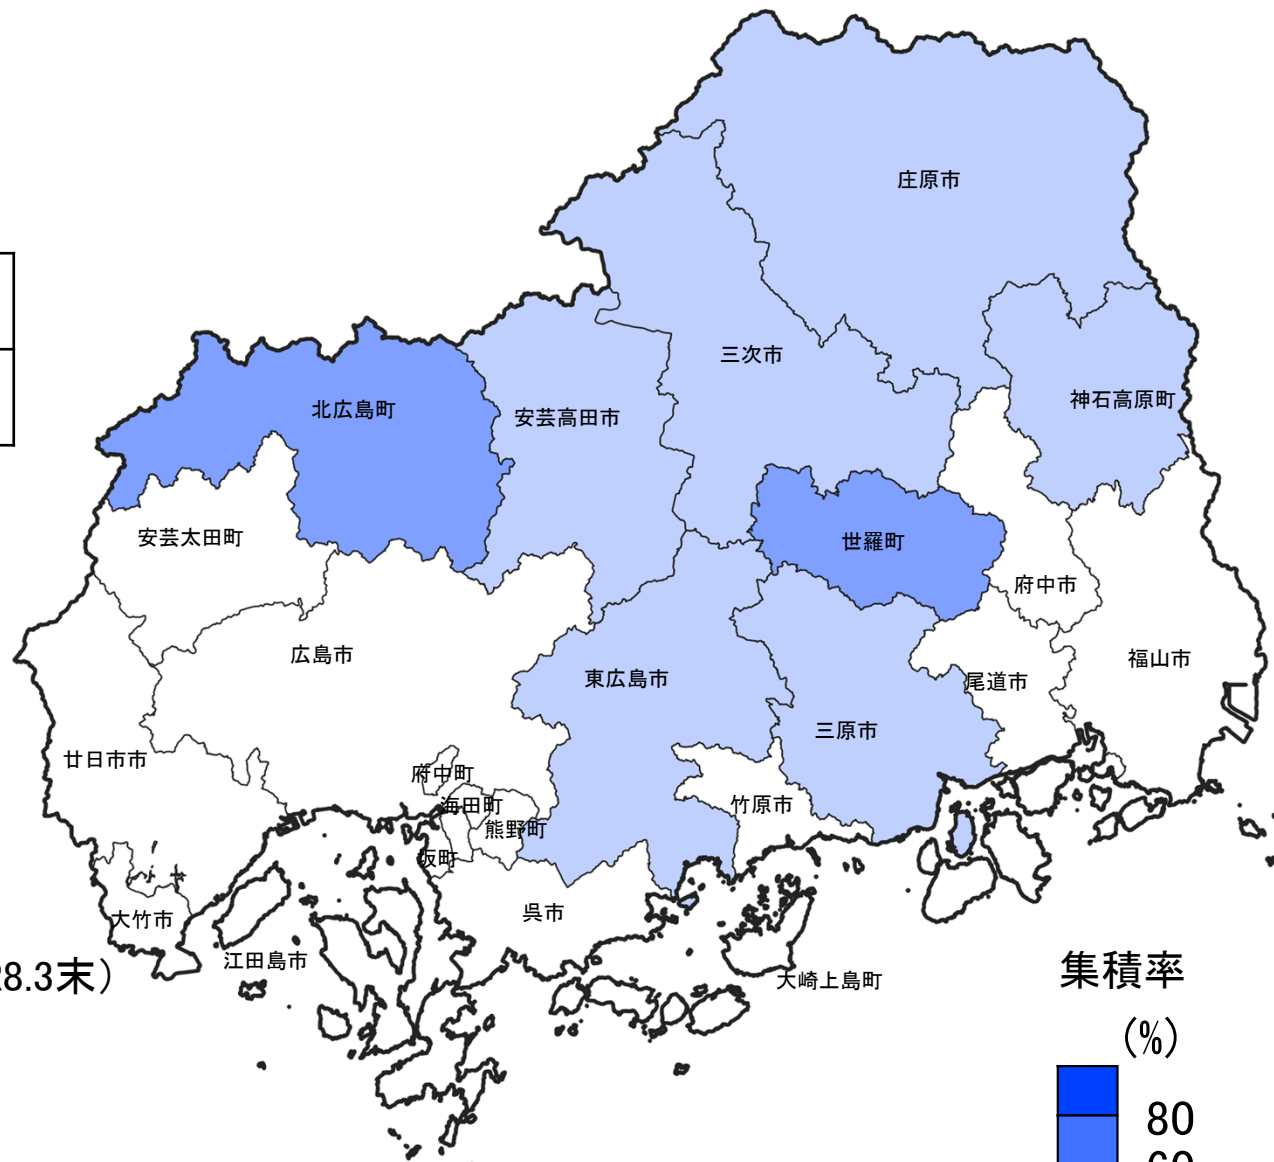 庄原市
三次市
神石高原町
北広島町
安芸高田市
安芸太田町
世羅町
府中市
広島市
東広島市
福山市
尾道市
三原市
廿日市市
府中町
海田町
竹原市
熊野町
坂町
大竹市
呉市
江田島市
大崎上島町
8.3末)
集積率
(%)
80
60